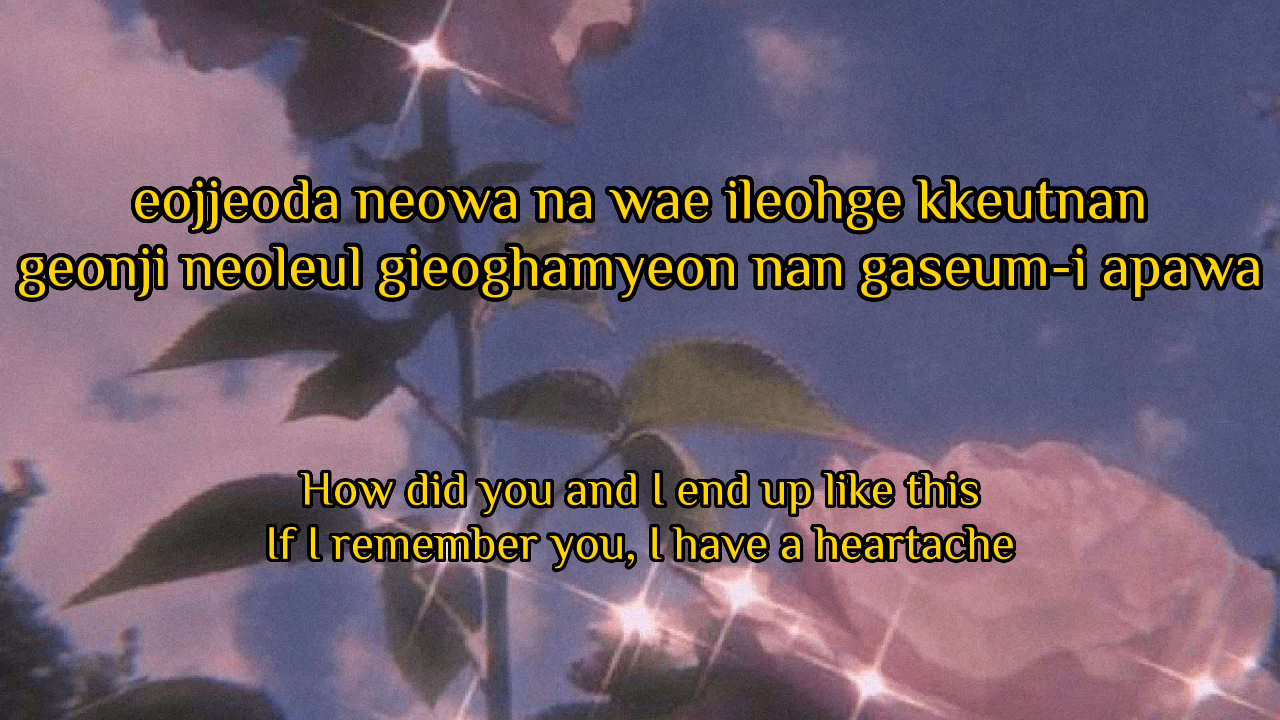 eojjeoda neowa na wae ileohge kkeutnan
geonji neoleul gieoghamyeon nan gaseum-i apawa
How did you and I end up like this
If I remember you, I have a heartache